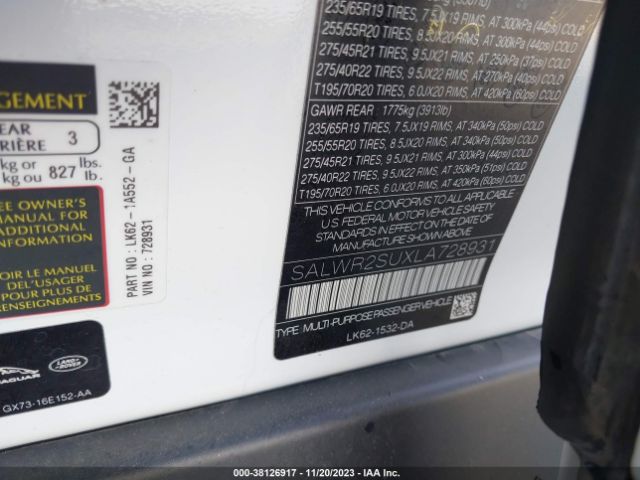 GEMENT
EAR
RIÈRE
3
kg or
kg ou 827 lbs.
lb.
EE OWNER'S
MANUAL FOR
OIR LE MANUEL
DEL'USAGER
POUR PLUS DE
RENSEIGNEMENTS
JAGUAR
LAND ROVER
GX73-16E152-AA
PART NO : LK62 -1A552 - GA
VIN NO : 728931
235/65R19 TIRES, 7.5JX19 RIMS, AT 300kPa (44psi) COLD
255/55R20 TIRES, 8.5JX20 RIMS, AT 300kPa (44psi) COLD
275/45R21 TIRES, 9.5JX21 RIMS, AT 250kPa (37psi) COLD
275/40R22 TIRES, 9.5JX22 RIMS, AT 270kPa (40psi) COLD
T195/70R20 TIRES, 6.0JX20 RIMS, AT 420kPa (60psi) COLD
GAWR REAR : 1775kg (3913lb)
235/65R19 TIRES, 7.5JX19 RIMS, AT 340kPa (50psi) COLD
255/55R20 TIRES, 8.5JX20 RIMS, AT 340kPa (50psi) COLD
275/45R21 TIRES, 9.5JX21 RIMS, AT 300kPa (44psi) COLD
275/40R22 TIRES, 9.5JX22 RIMS, AT 350kPa (51psi) COLD
T195/70R20 TIRES, 6.0JX20 RIMS, AT 420kPa (60psi) COLD
THIS VEHICLE CONFORMS TO ALL APPLICABLE
U.S. FEDERAL MOTOR VEHICLE SAFETY
STANDARDS IN EFFECT ON THE DATE OF
MANUFACTURE SHOWN ABOVE
SALWR2SUXLA728931
TYPE: MULTI-PURPOSE PASSENGER VEHICLE
LK62-1532-DA
COPART: 38126917 - 11/20/2023 - IAA Inc.